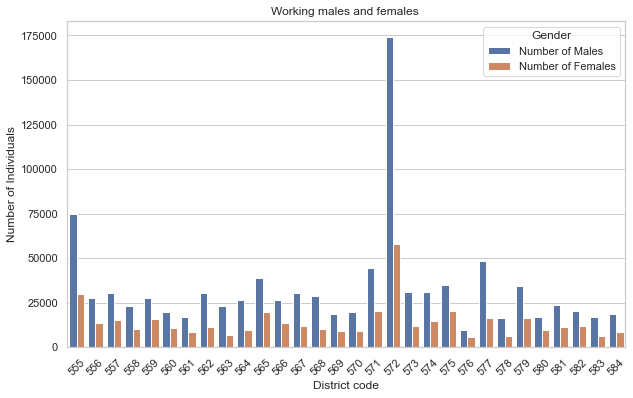 Working males and females
Gender
Number of Males
Number of Females
Number of Individuals
175000
150000
125000
100000
75000
50000
25000
0
555 556 557 558 559 560 561 562 563 564 565 566 567 568 569 570 571 572 573 574 575 576 577 578 579 580 581 582 583 584
District code